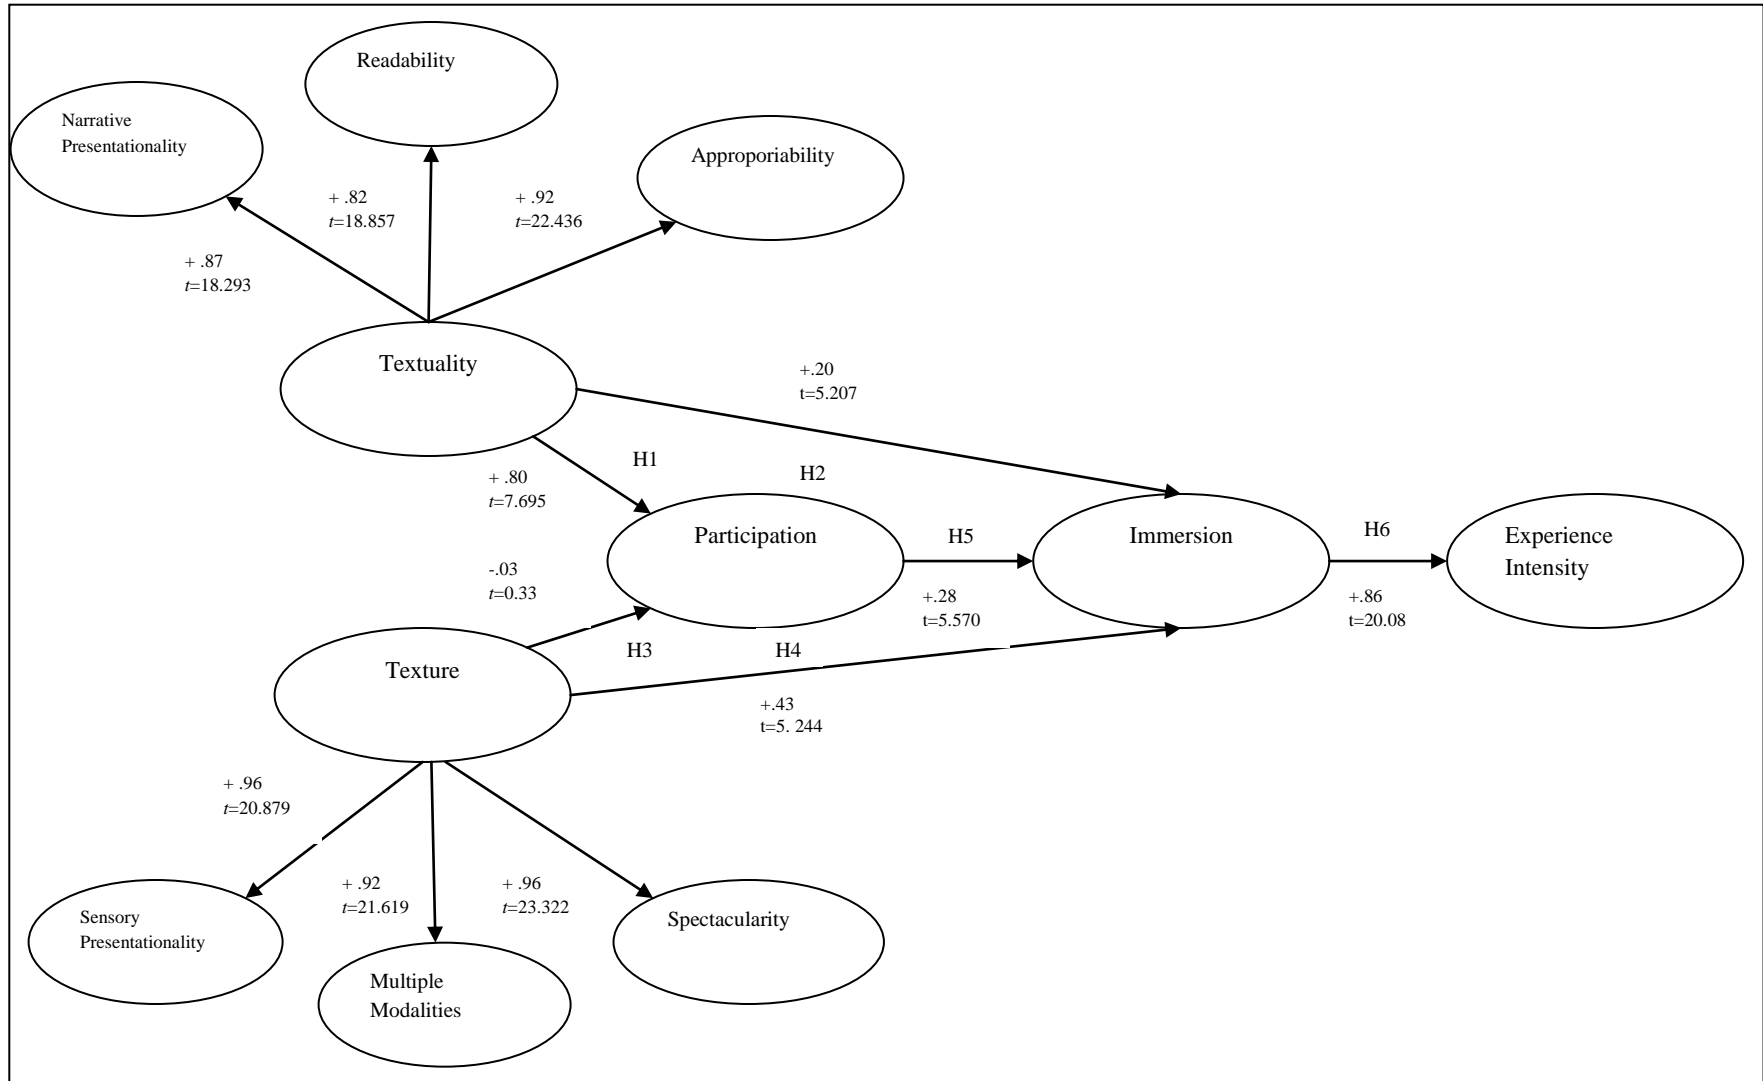 Readability
Narrative
Presentationality
Approporiability
+ .82
t=18.857
+ .92
t=22.436
+ .87
t=18.293
Textuality
+.20
t=5.207
H1
H2
+ .80
t=7.695
Participation
H5
Immersion
H6
Experience
Intensity
-.03
t=0.33
+.28
t=5.570
+.86
t=20.08
Texture
H3
H4
+.43
t=5. 244
+ .96
t=20.879
+ .92
t=21.619
+ .96
t=23.322
Sensory
Presentationality
Spectacularity
Multiple
Modalities